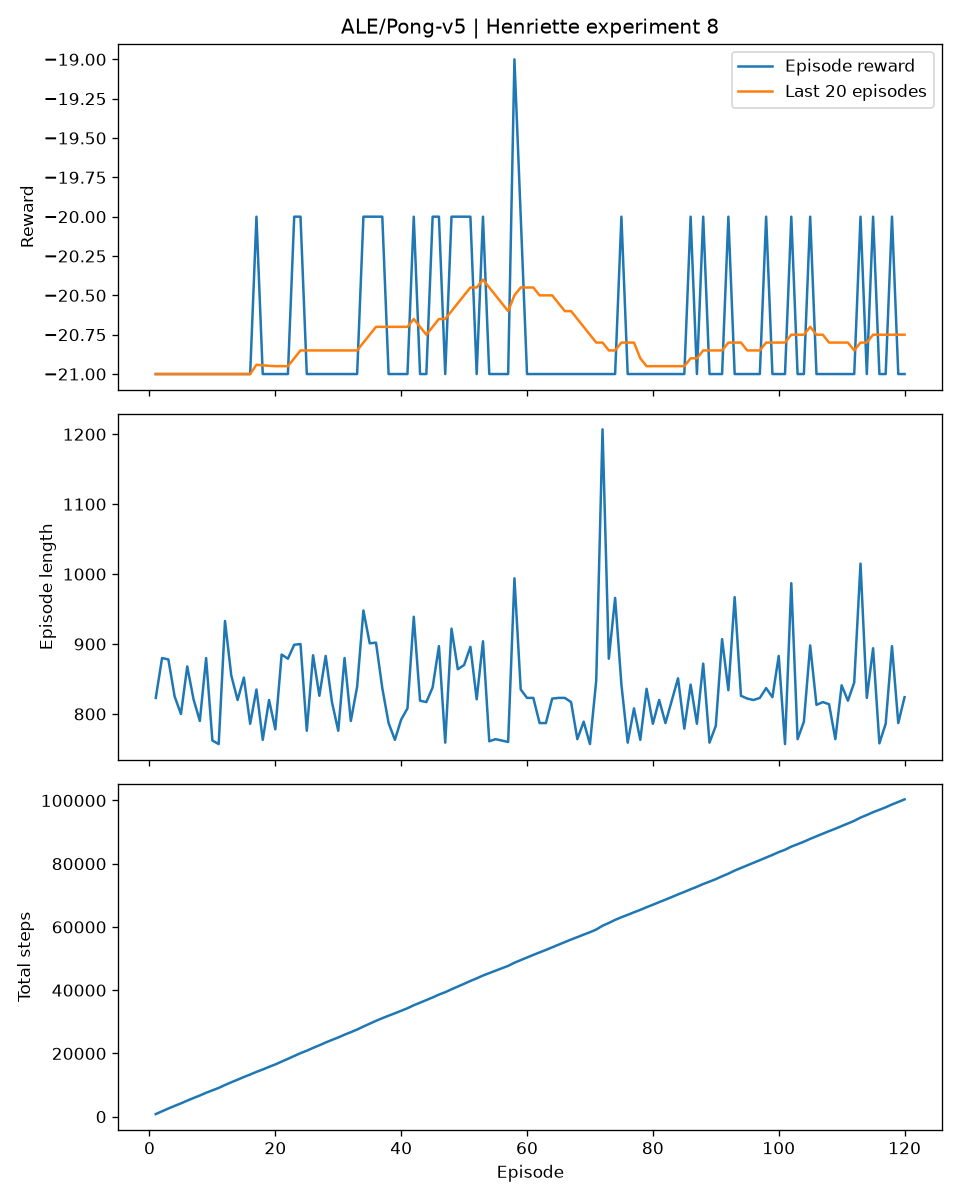 ALE/Pong-v5 | Henriette experiment 8
−19.00
−19.25
−19.50
−19.75
−20.00
−20.25
−20.50
−20.75
−21.00
Reward
Episode reward
Last 20 episodes
1200
1100
1000
900
800
Episode length
100000
80000
60000
40000
20000
0
Total steps
0 20 40 60 80 100 120
Episode